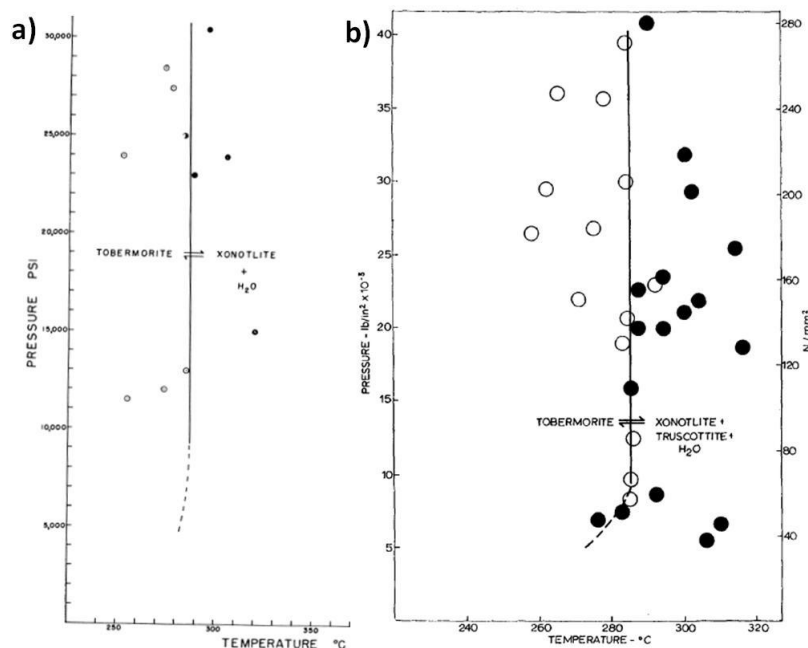 a)
30,000
25,000
20,000
15,000
10,000
5,000
PRESSURE PSI
TOBERMORITE ⇌ XONOTLITE
+
H₂O
250
300
350
TEMPERATURE °C
b)
40
35
30
25
20
15
10
5
PRESSURE - lb/in² x 10⁻³
280
240
200
160
120
80
40
N/mm²
TOBERMORITE ⇌ XONOTLITE +
TRUSCOTTITE +
H₂O
240
260
280
300
320
TEMPERATURE - °C